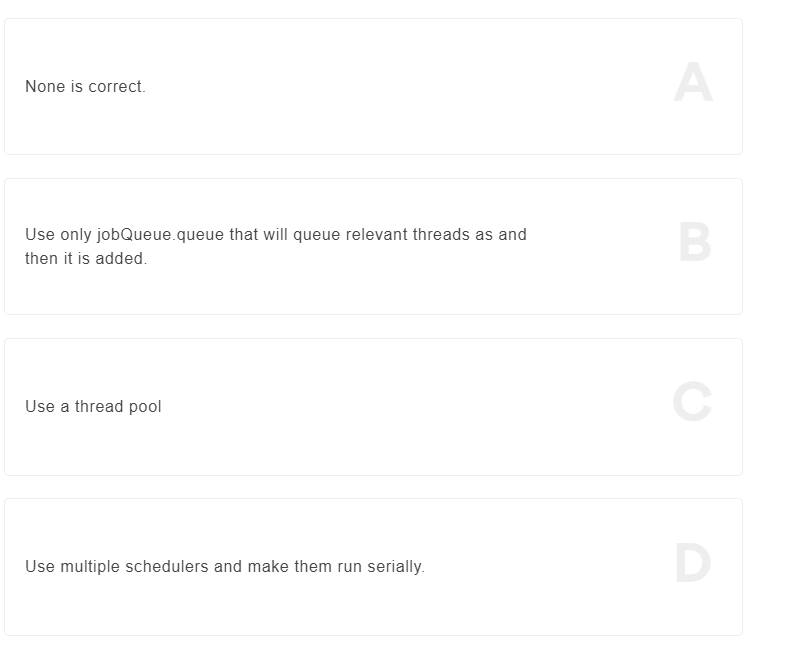 None is correct.
A
Use only jobQueue.queue that will queue relevant threads as and
then it is added.
B
Use a thread pool
C
Use multiple schedulers and make them run serially.
D